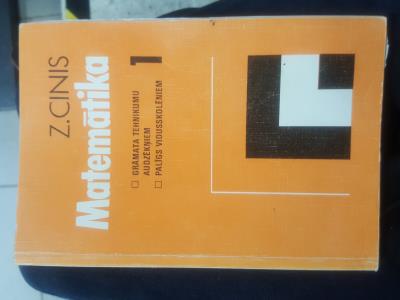 Z. CINIS
Matemātika
□ GRĀMATA TEHNIKUMU
AUDZĒKŅIEM
□ PALĪGS VIDUSSKOLĒNIEM
1